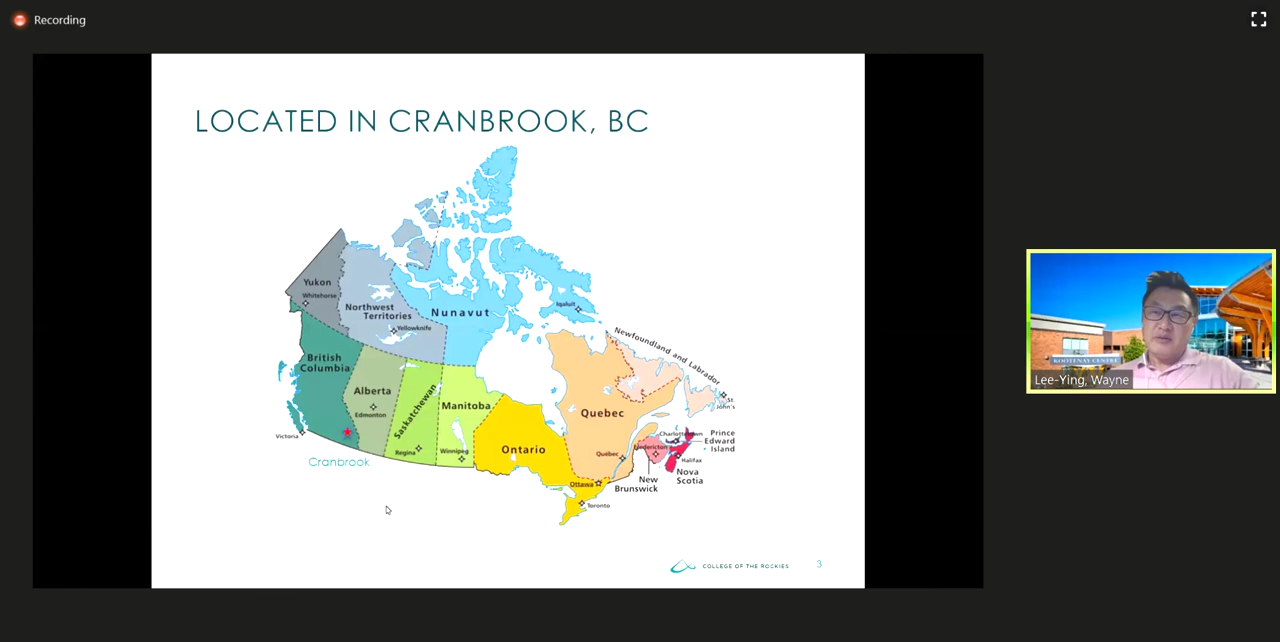 Recording
LOCATED IN CRANBROOK, BC
Yukon
Whitehorse
Northwest
Territories
Yellowknife
Nunavut
Iqaluit
Newfoundland and Labrador
St.
John's
British
Columbia
Alberta
Edmonton
Saskatchewan
Regina
Manitoba
Winnipeg
Ontario
Quebec
Québec
Ottawa
Toronto
Victoria
Cranbrook
Charlottetown
Prince
Edward
Island
Fredericton
Halifax
Nova
Scotia
New
Brunswick
COLLEGE OF THE ROCKIES
3
KOOTENAY CENTRE
Lee-Ying, Wayne